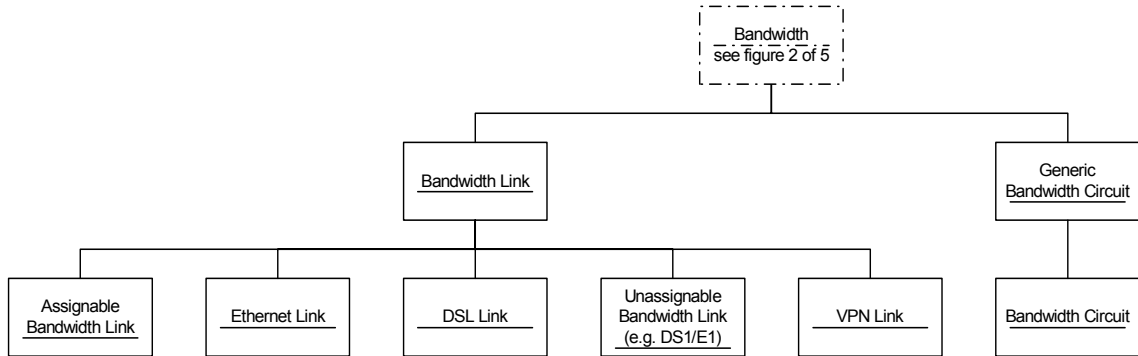 Bandwidth
see figure 2 of 5
Bandwidth Link
Generic
Bandwidth Circuit
Assignable
Bandwidth Link
Ethernet Link
DSL Link
Unassignable
Bandwidth Link
(e.g. DS1/E1)
VPN Link
Bandwidth Circuit